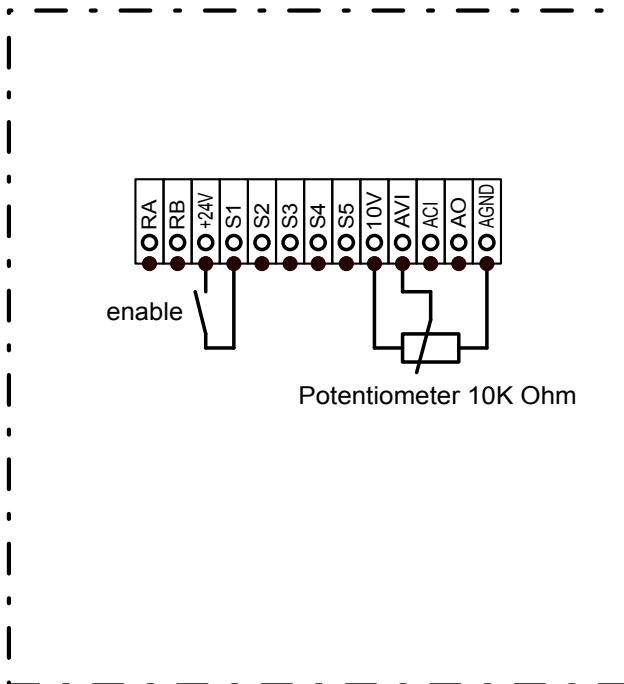 RA RB +24V S1 S2 S3 S4 S5 10V AVI ACI AO AGND
enable
Potentiometer 10K Ohm